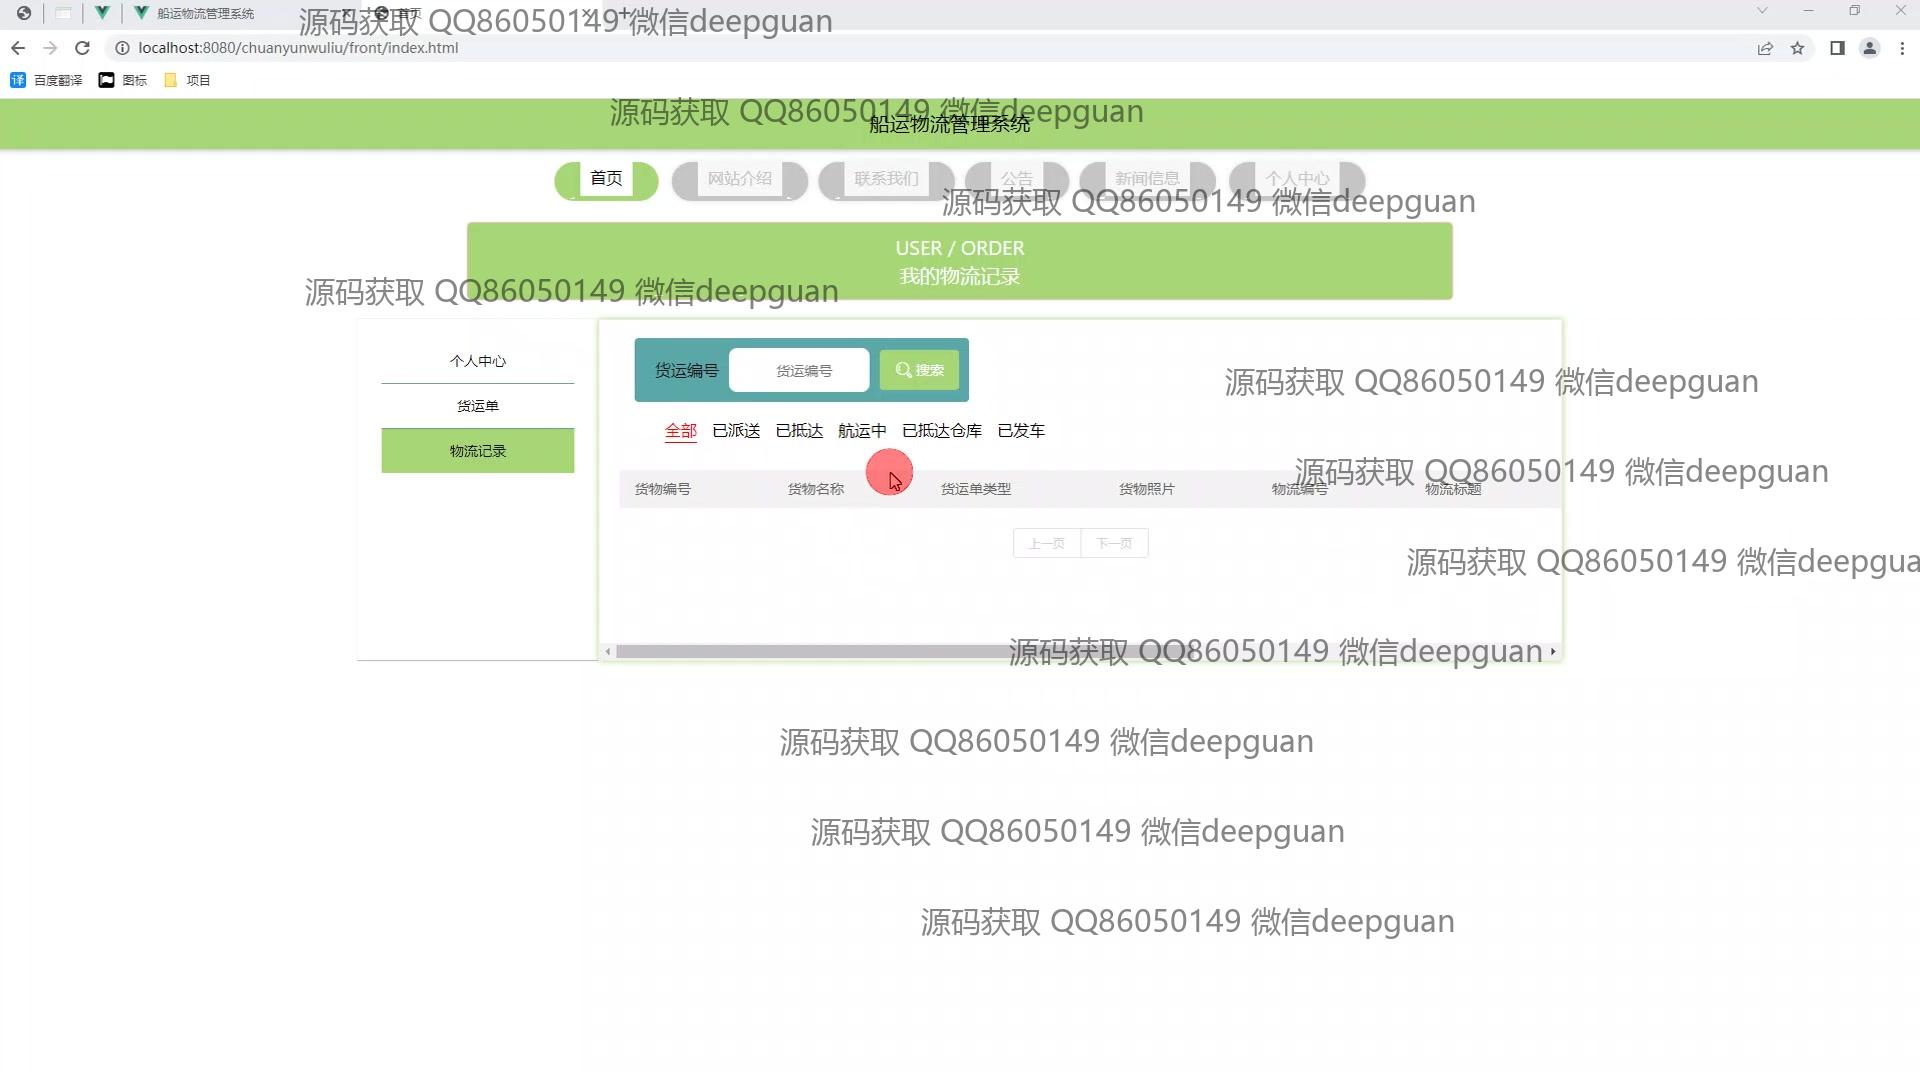 船运物流管理系统
首页
源码获取 QQ86050149 微信deepguan
localhost:8080/chuanyunwuliu/front/index.html
百度翻译 图标 项目
源码获取 QQ86050149 微信deepguan
船运物流管理系统
首页 网站介绍 联系我们 公告 新闻信息 个人中心
源码获取 QQ86050149 微信deepguan
USER / ORDER
我的物流记录
源码获取 QQ86050149 微信deepguan
个人中心
货运单
物流记录
货运编号 货运编号 搜索
源码获取 QQ86050149 微信deepguan
全部 已派送 已抵达 航运中 已抵达仓库 已发车
源码获取 QQ86050149 微信deepguan
货物编号 货物名称 货运单类型 货物照片 物流编号 物流标题
上一页 下一页
源码获取 QQ86050149 微信deepgua
源码获取 QQ86050149 微信deepguan
源码获取 QQ86050149 微信deepguan
源码获取 QQ86050149 微信deepguan
源码获取 QQ86050149 微信deepguan